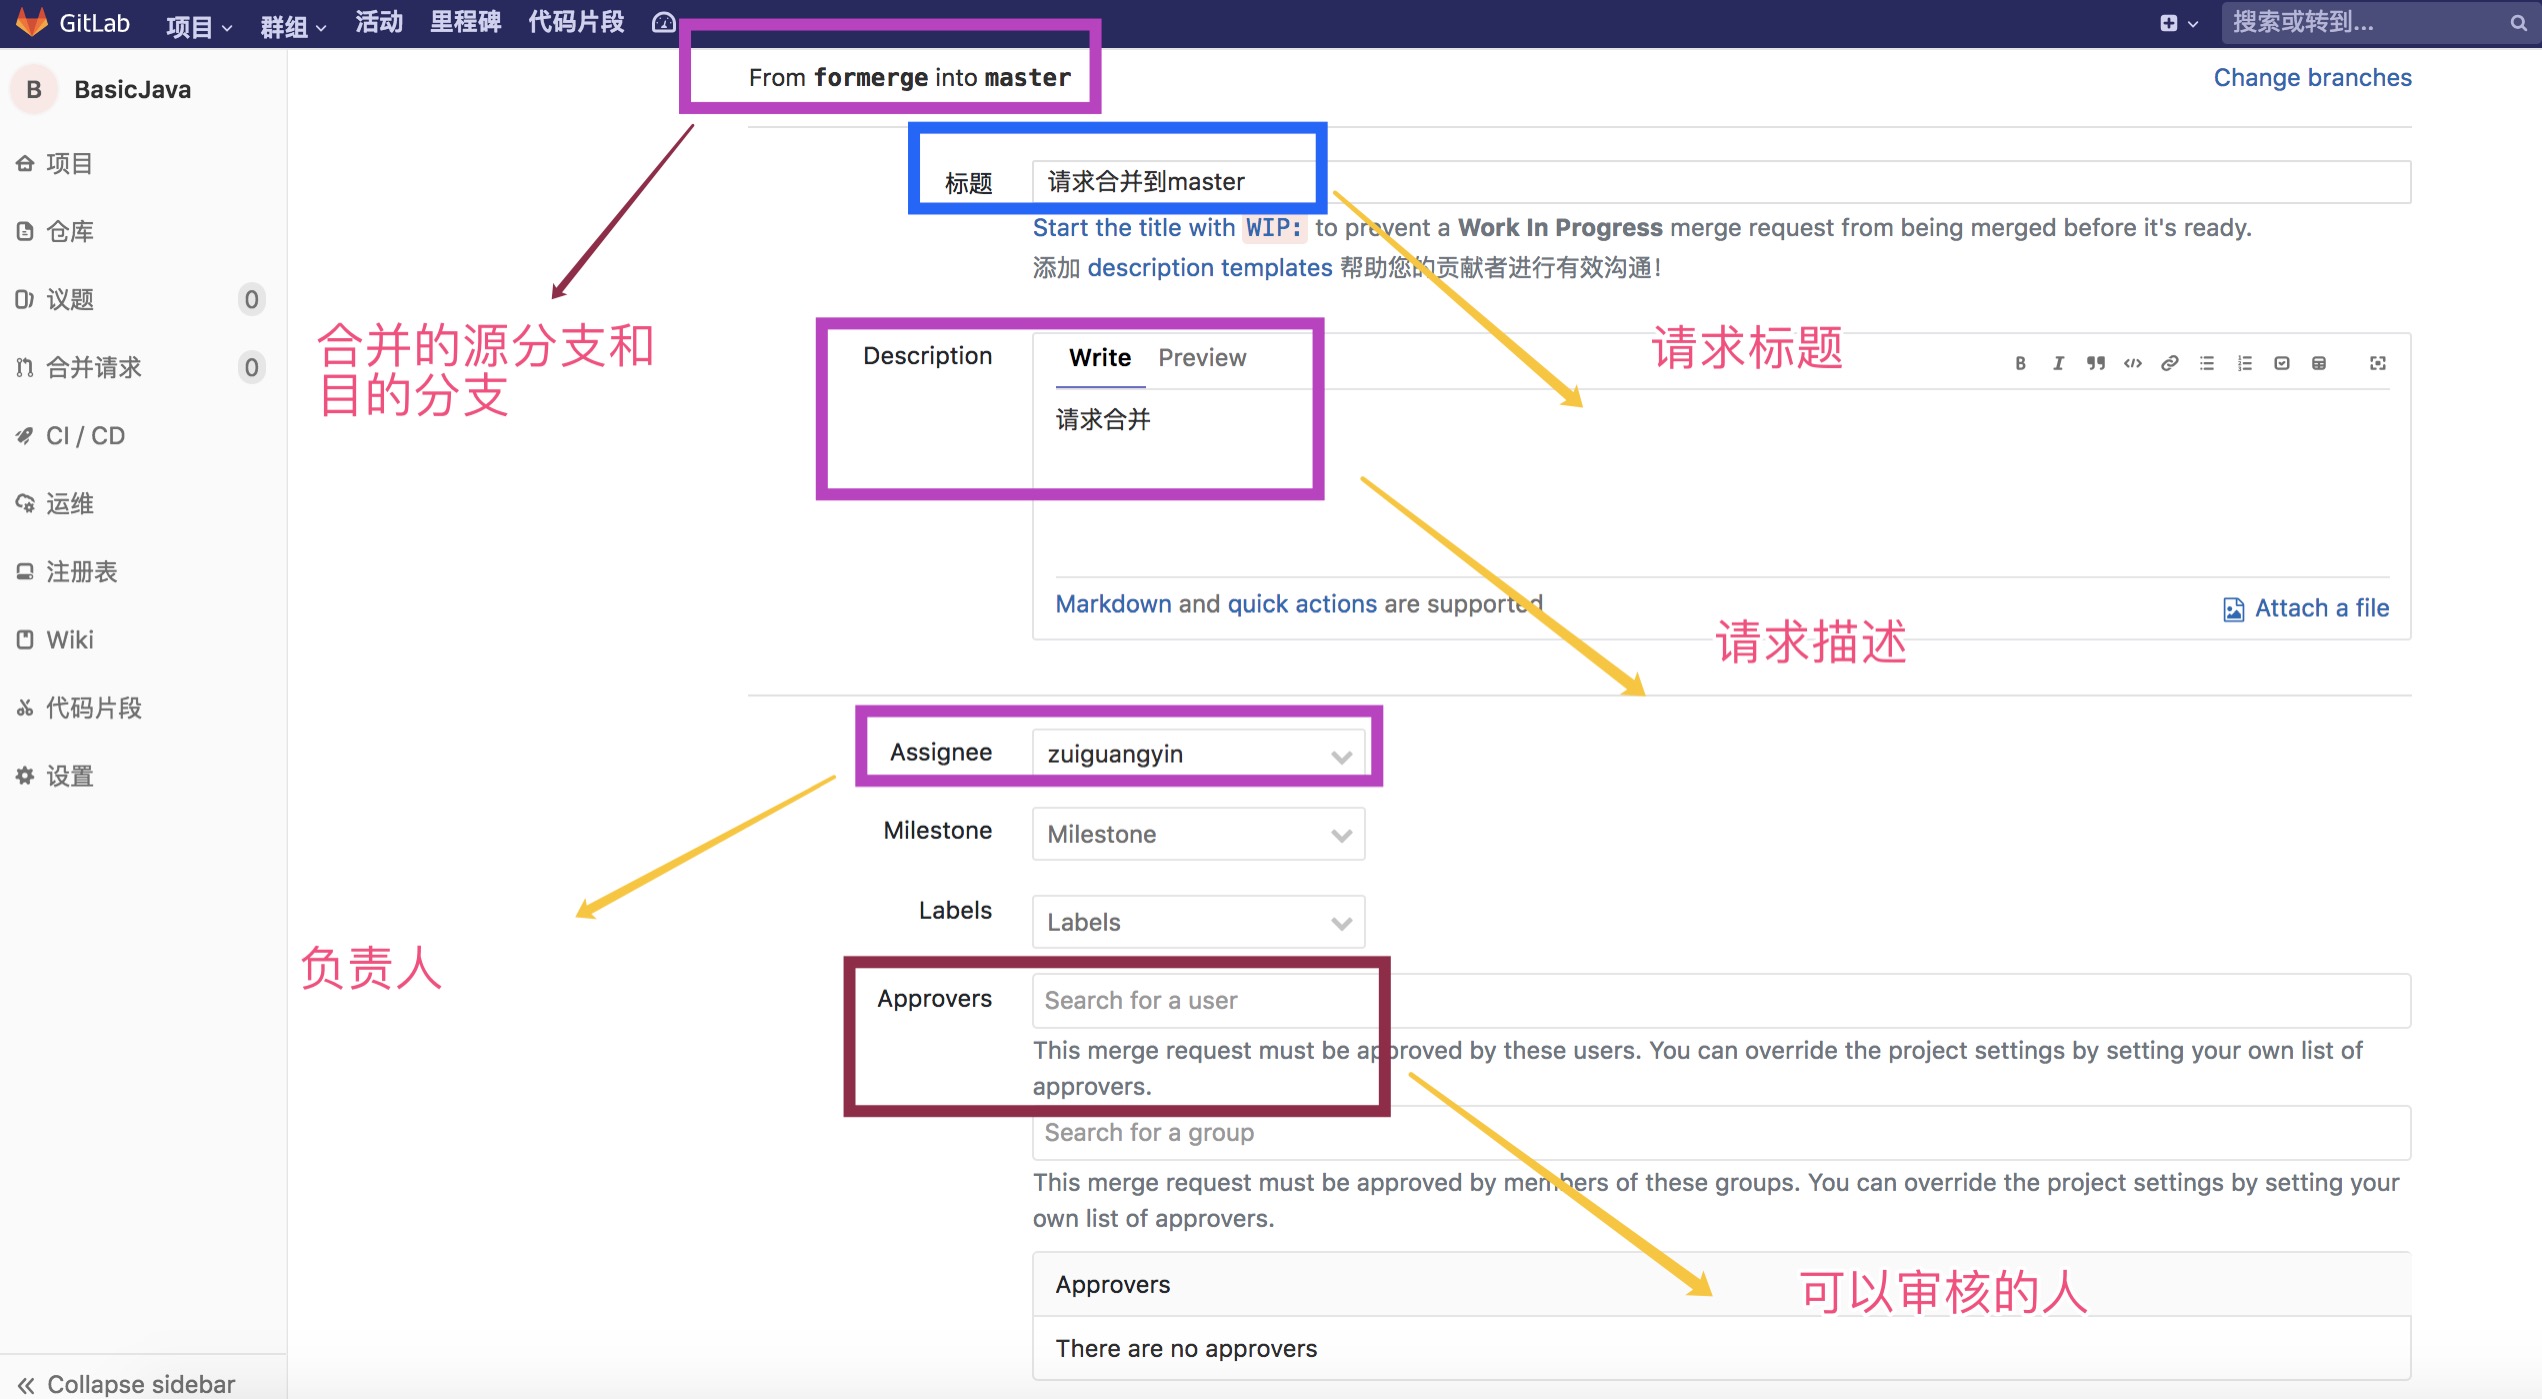 GitLab 项目 群组 活动 里程碑 代码片段 搜索或转到...
B BasicJava
From formerge into master
Change branches
项目
仓库
议题 0
合并请求 0
CI / CD
运维
注册表
Wiki
代码片段
设置
Collapse sidebar
标题 请求合并到master
Start the title with WIP: to prevent a Work In Progress merge request from being merged before it's ready.
添加 description templates 帮助您的贡献者进行有效沟通!
合并的源分支和
目的分支
请求标题
Description Write Preview
请求合并
Markdown and quick actions are supported
Attach a file
请求描述
Assignee zuiguangyin
Milestone Milestone
Labels Labels
负责人
Approvers Search for a user
This merge request must be approved by these users. You can override the project settings by setting your own list of
approvers.
Search for a group
This merge request must be approved by members of these groups. You can override the project settings by setting your
own list of approvers.
Approvers
可以审核的人
There are no approvers